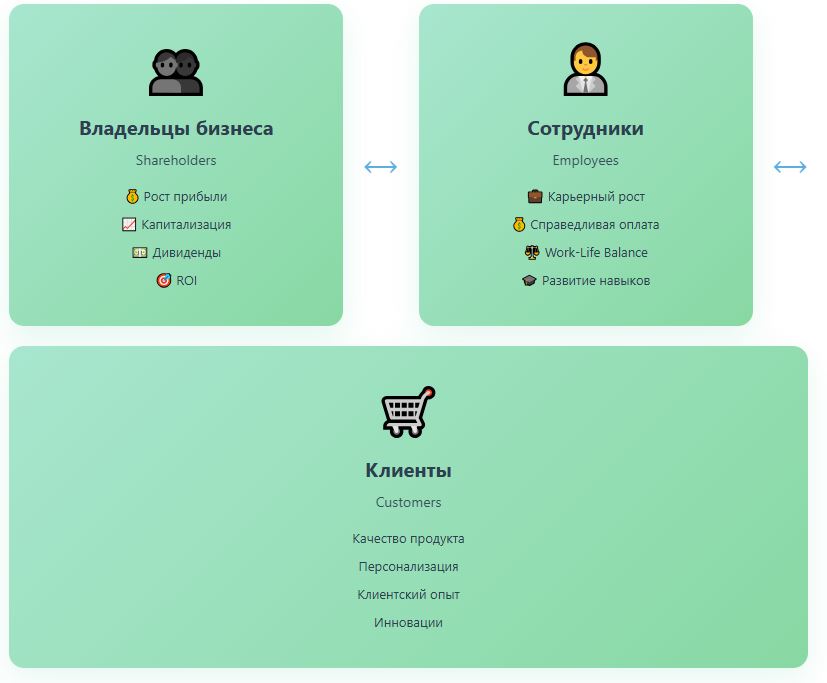 Владельцы бизнеса
Shareholders
Рост прибыли
Капитализация
Дивиденды
ROI
Сотрудники
Employees
Карьерный рост
Справедливая оплата
Work-Life Balance
Развитие навыков
Клиенты
Customers
Качество продукта
Персонализация
Клиентский опыт
Инновации